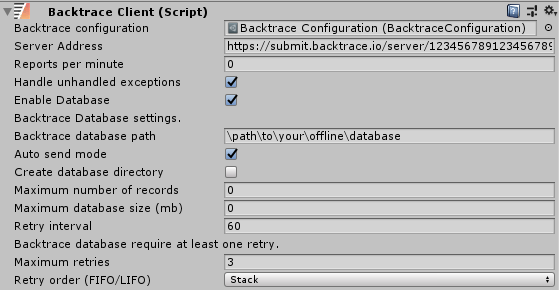 Backtrace Client (Script)
Backtrace configuration Backtrace Configuration (BacktraceConfiguration)
Server Address https://submit.backtrace.io/server/123456789123456789
Reports per minute 0
Handle unhandled exceptions
Enable Database
Backtrace Database settings.
Backtrace database path \path\to\your\offline\database
Auto send mode
Create database directory
Maximum number of records 0
Maximum database size (mb) 0
Retry interval 60
Backtrace database require at least one retry.
Maximum retries 3
Retry order (FIFO/LIFO) Stack